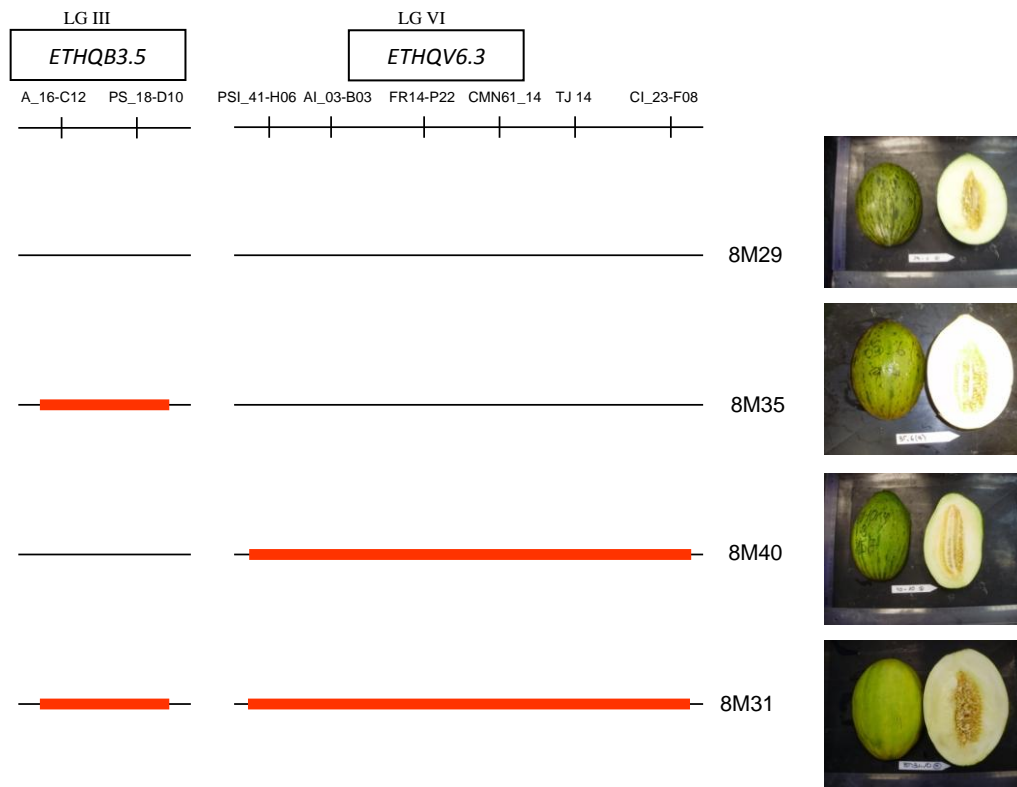 LG III
LG VI
ETHQB3.5
ETHQV6.3
A_16-C12 PS_18-D10 PSI_41-H06 AI_03-B03 FR14-P22 CMN61_14 TJ 14 CI_23-F08
8M29
8M35
8M40
8M31